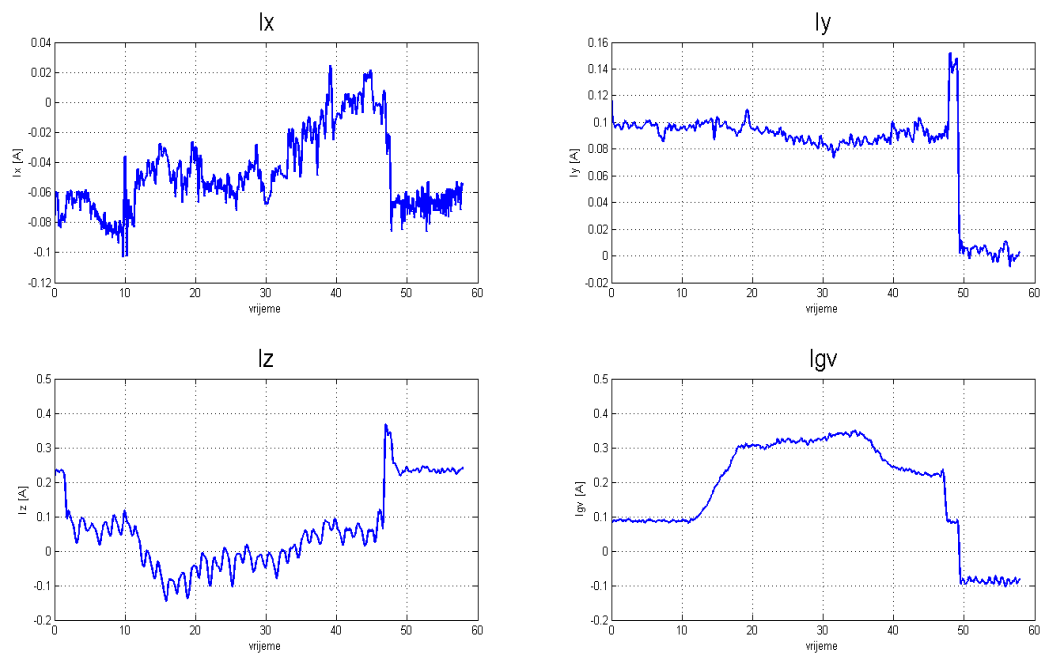 Ix
0.04
0.02
0
-0.02
-0.04
-0.06
-0.08
-0.1
-0.12
Ix [A]
0 10 20 30 40 50 60
vrijeme
Iy
0.16
0.14
0.12
0.1
0.08
0.06
0.04
0.02
0
-0.02
Iy [A]
0 10 20 30 40 50 60
vrijeme
Iz
0.5
0.4
0.3
0.2
0.1
0
-0.1
-0.2
Iz [A]
0 10 20 30 40 50 60
vrijeme
Igv
0.5
0.4
0.3
0.2
0.1
0
-0.1
-0.2
Igv [A]
0 10 20 30 40 50 60
vrijeme